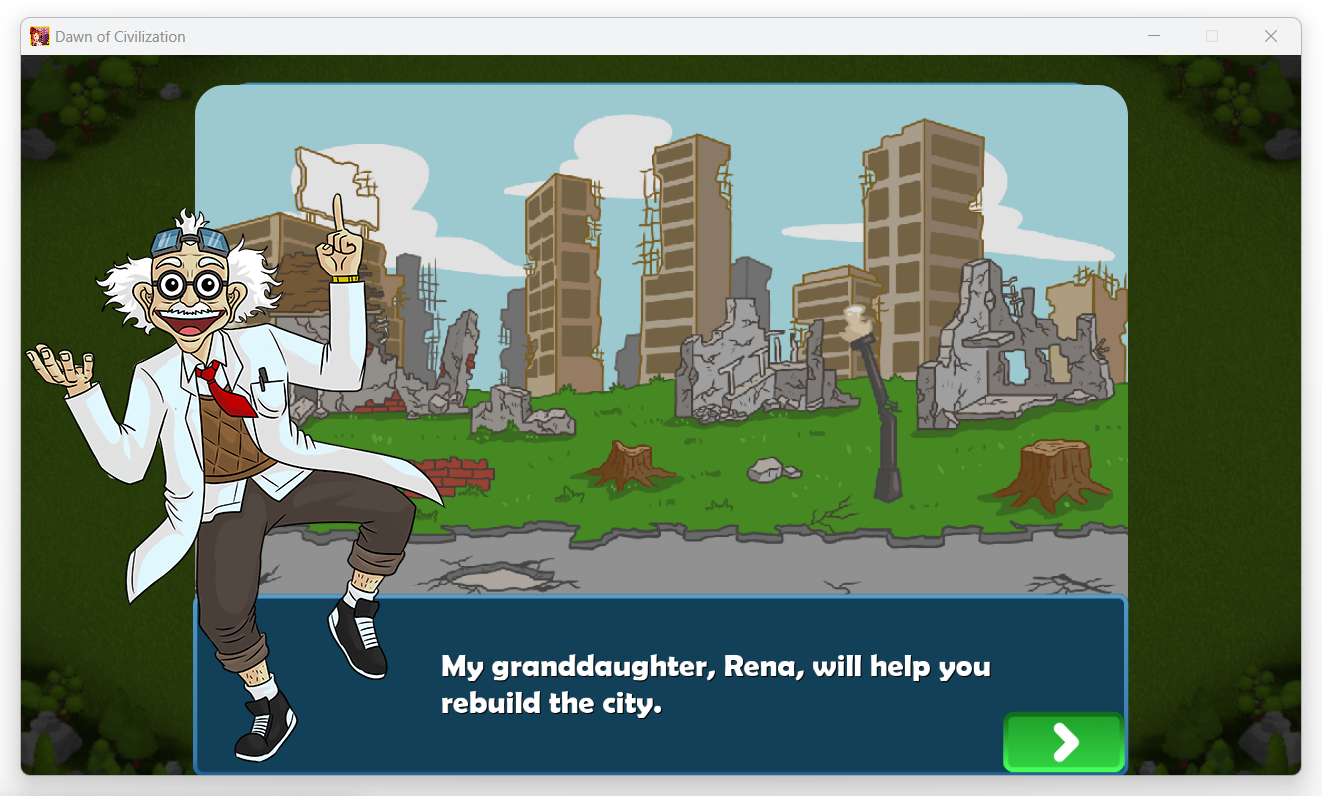 Dawn of Civilization
My granddaughter, Rena, will help you
rebuild the city.